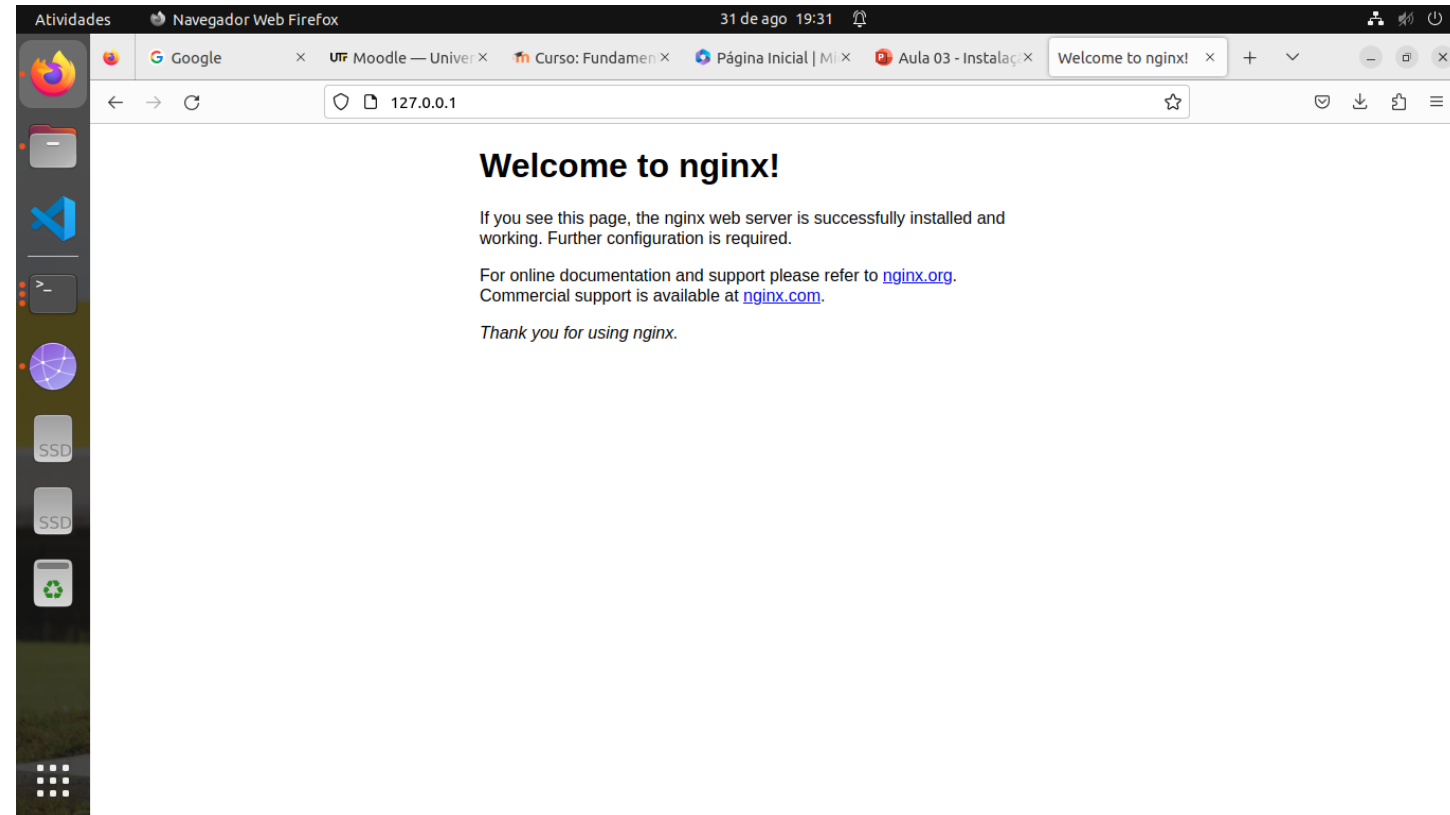 Atividades
Navegador Web Firefox
31 de ago 19:31
Google
UTF Moodle — Univer
Curso: Fundamen
Página Inicial | Mi
Aula 03 - Instalaçã
Welcome to nginx!
127.0.0.1
Welcome to nginx!
If you see this page, the nginx web server is successfully installed and
working. Further configuration is required.
For online documentation and support please refer to nginx.org.
Commercial support is available at nginx.com.
Thank you for using nginx.
>_
SSD
SSD